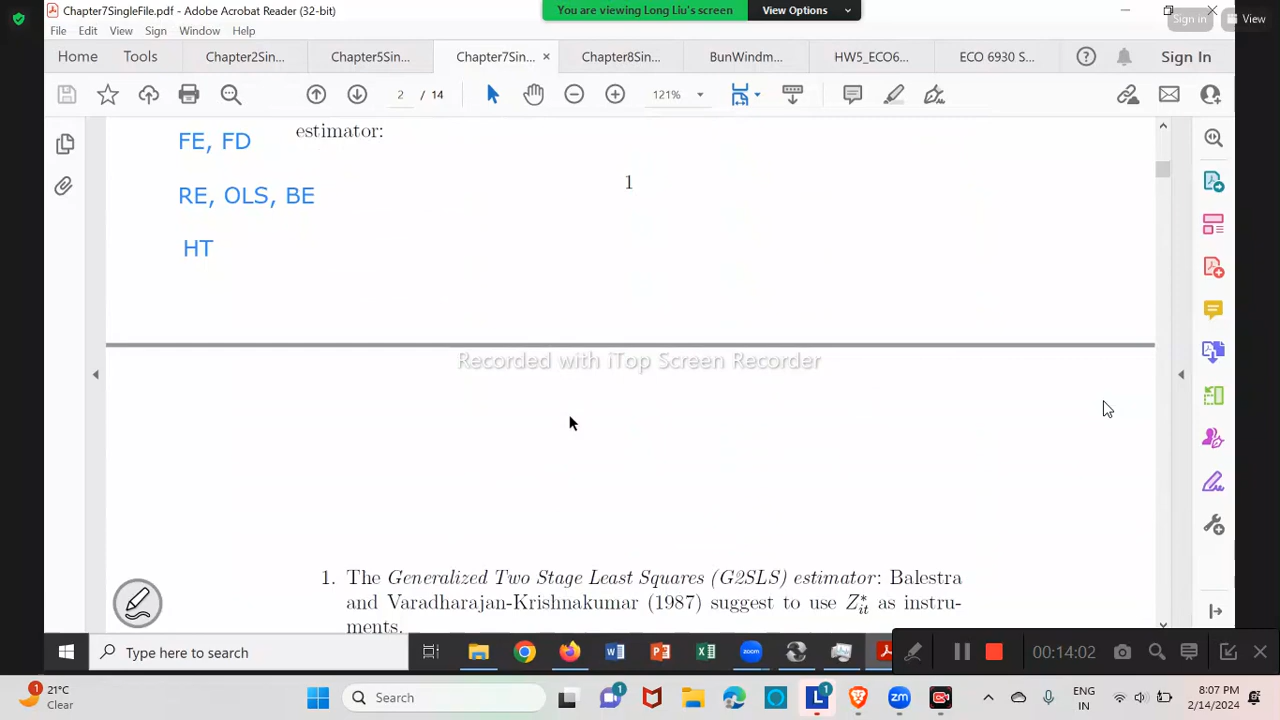 Chapter7SingleFile.pdf - Adobe Acrobat Reader (32-bit)
You are viewing Long Liu's screen
View Options
Sign in
View
File Edit View Sign Window Help
Home Tools Chapter2Sin... Chapter5Sin... Chapter7Sin... × Chapter8Sin... BunWindm... HW5_ECO6... ECO 6930 S... Sign In
2 / 14 121%
FE, FD
estimator:
RE, OLS, BE
1
HT
Recorded with iTop Screen Recorder
1. The Generalized Two Stage Least Squares (G2SLS) estimator: Balestra
and Varadharajan-Krishnakumar (1987) suggest to use Z*it as instru-
ments.
Type here to search
00:14:02
1
21°C
Clear
Search
1
1
zm
ENG
IN
8:07 PM
2/14/2024